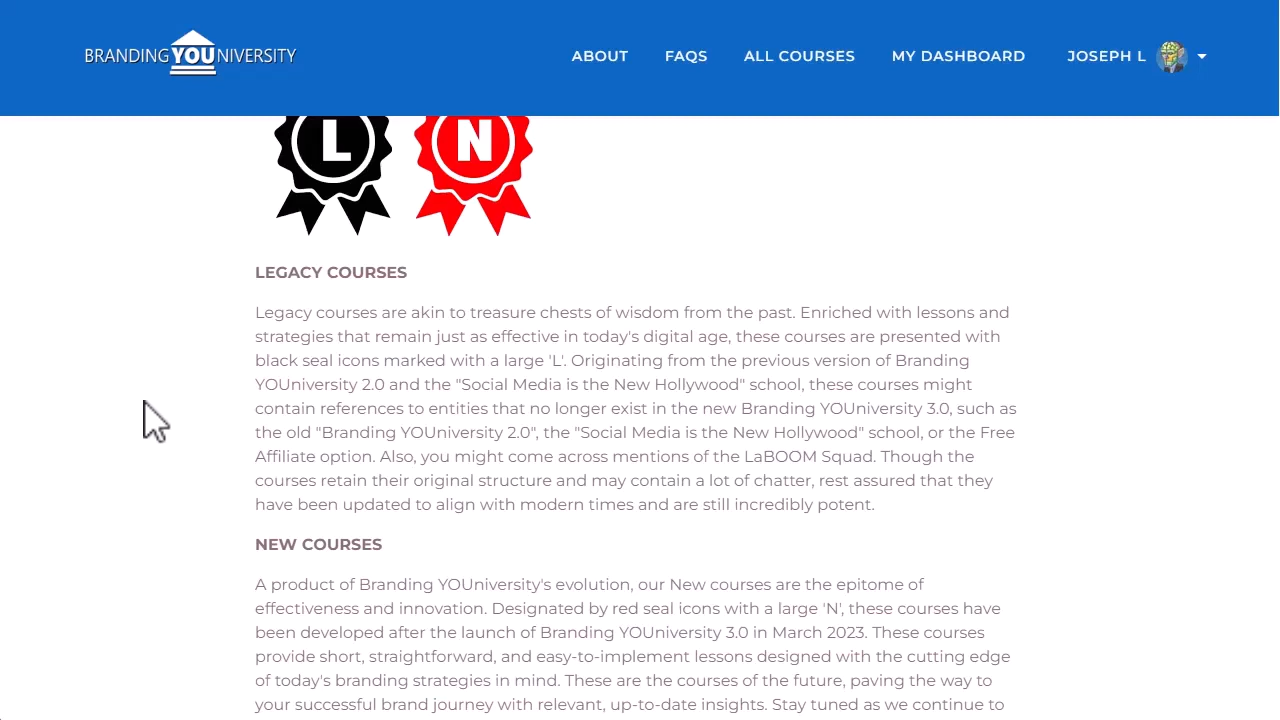 BRANDINGYOUNIVERSITY
ABOUT FAQS ALL COURSES MY DASHBOARD JOSEPH L
L N
LEGACY COURSES
Legacy courses are akin to treasure chests of wisdom from the past. Enriched with lessons and
strategies that remain just as effective in today's digital age, these courses are presented with
black seal icons marked with a large 'L'. Originating from the previous version of Branding
YOUniversity 2.0 and the "Social Media is the New Hollywood" school, these courses might
contain references to entities that no longer exist in the new Branding YOUniversity 3.0, such as
the old "Branding YOUniversity 2.0", the "Social Media is the New Hollywood" school, or the Free
Affiliate option. Also, you might come across mentions of the LaBOOM Squad. Though the
courses retain their original structure and may contain a lot of chatter, rest assured that they
have been updated to align with modern times and are still incredibly potent.
NEW COURSES
A product of Branding YOUniversity's evolution, our New courses are the epitome of
effectiveness and innovation. Designated by red seal icons with a large 'N', these courses have
been developed after the launch of Branding YOUniversity 3.0 in March 2023. These courses
provide short, straightforward, and easy-to-implement lessons designed with the cutting edge
of today's branding strategies in mind. These are the courses of the future, paving the way to
your successful brand journey with relevant, up-to-date insights. Stay tuned as we continue to